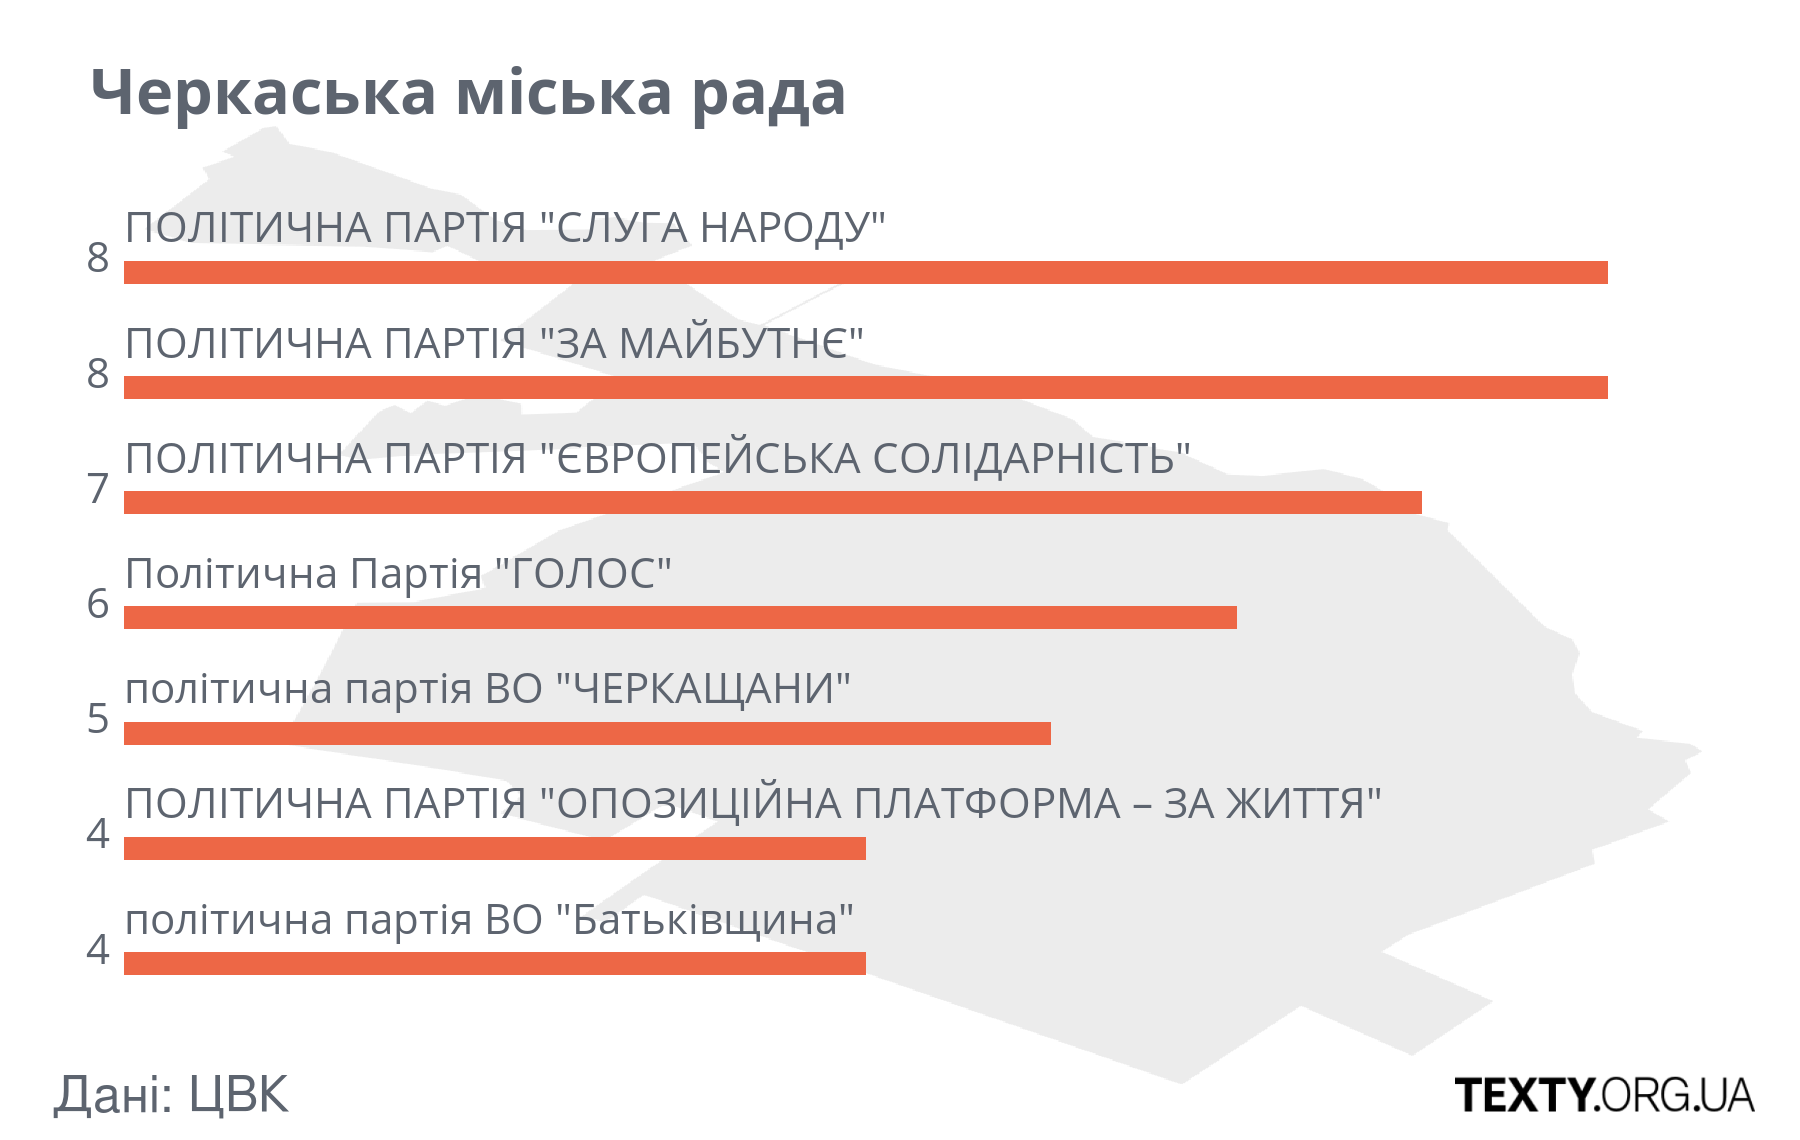 Черкаська міська рада
ПОЛІТИЧНА ПАРТІЯ "СЛУГА НАРОДУ"
8
ПОЛІТИЧНА ПАРТІЯ "ЗА МАЙБУТНЄ"
8
ПОЛІТИЧНА ПАРТІЯ "ЄВРОПЕЙСЬКА СОЛІДАРНІСТЬ"
7
Політична Партія "ГОЛОС"
6
політична партія ВО "ЧЕРКАЩАНИ"
5
ПОЛІТИЧНА ПАРТІЯ "ОПОЗИЦІЙНА ПЛАТФОРМА – ЗА ЖИТТЯ"
4
політична партія ВО "Батьківщина"
4
Дані: ЦВК
TEXTY.ORG.UA